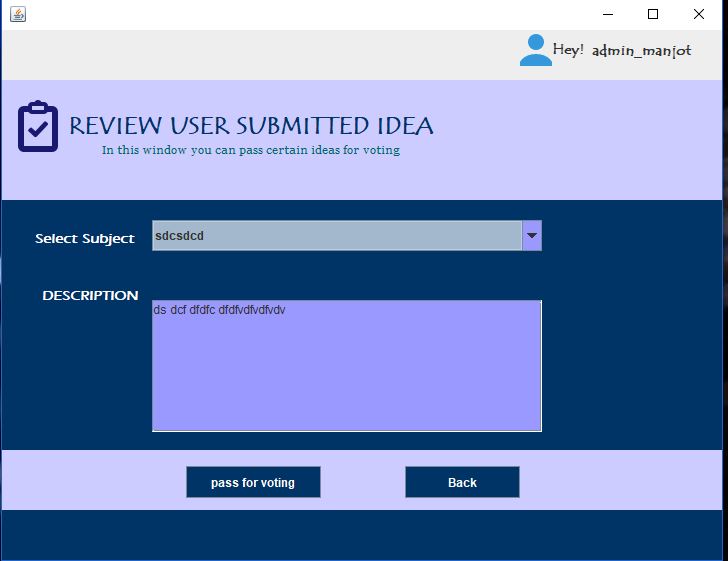 Hey! admin_manjot
REVIEW USER SUBMITTED IDEA
In this window you can pass certain ideas for voting
Select Subject sdcsdcd
DESCRIPTION
ds dcf dfdfc dfdfvdfvdfvdv
pass for voting Back